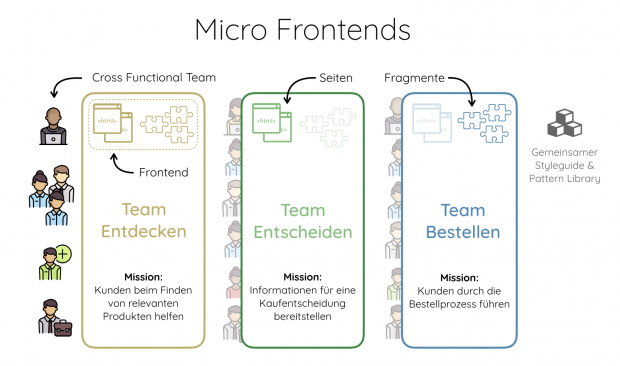 Micro Frontends
Cross Functional Team
Seiten
Fragmente
<html>
<html>
<html>
Frontend
Gemeinsamer
Styleguide &
Pattern Library
Team
Entdecken
Team
Entscheiden
Team
Bestellen
Mission:
Kunden beim Finden
von relevanten
Produkten helfen
Mission:
Informationen für eine
Kaufentscheidung
bereitstellen
Mission:
Kunden durch die
Bestellprozess führen